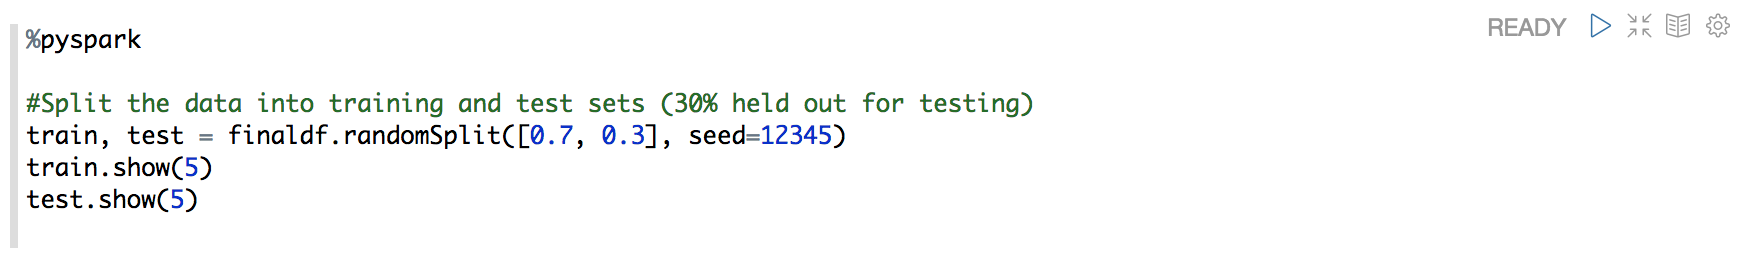 %pyspark
READY
#Split the data into training and test sets (30% held out for testing)
train, test = finaldf.randomSplit([0.7, 0.3], seed=12345)
train.show(5)
test.show(5)